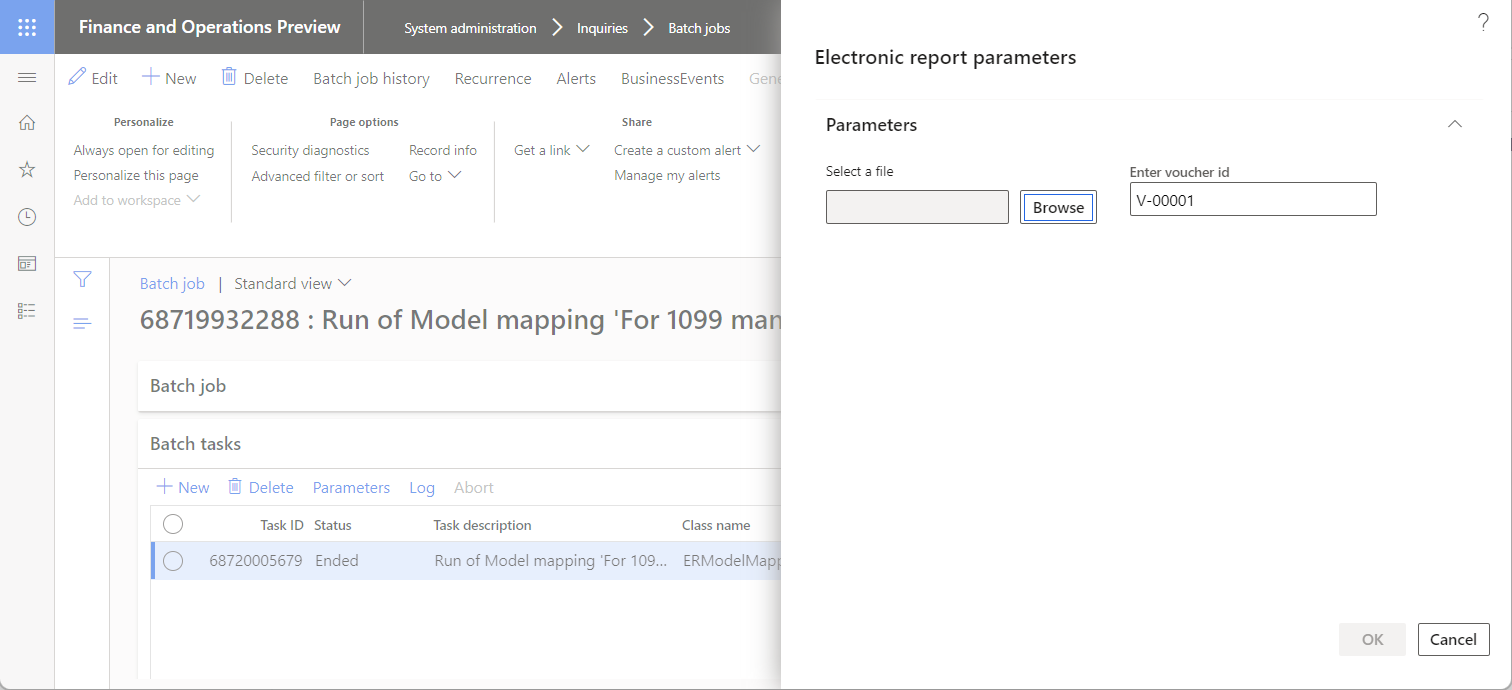 Finance and Operations Preview
System administration
Inquiries
Batch jobs
?
Edit
New
Delete
Batch job history
Recurrence
Alerts
BusinessEvents
Gene
Personalize
Always open for editing
Personalize this page
Add to workspace
Page options
Security diagnostics
Record info
Advanced filter or sort
Go to
Share
Get a link
Create a custom alert
Manage my alerts
Batch job | Standard view
68719932288 : Run of Model mapping 'For 1099 man
Batch job
Batch tasks
New
Delete
Parameters
Log
Abort
Task ID
Status
Task description
Class name
68720005679
Ended
Run of Model mapping 'For 109...
ERModelMapp
Electronic report parameters
Parameters
Select a file
Browse
Enter voucher id
V-00001
OK
Cancel